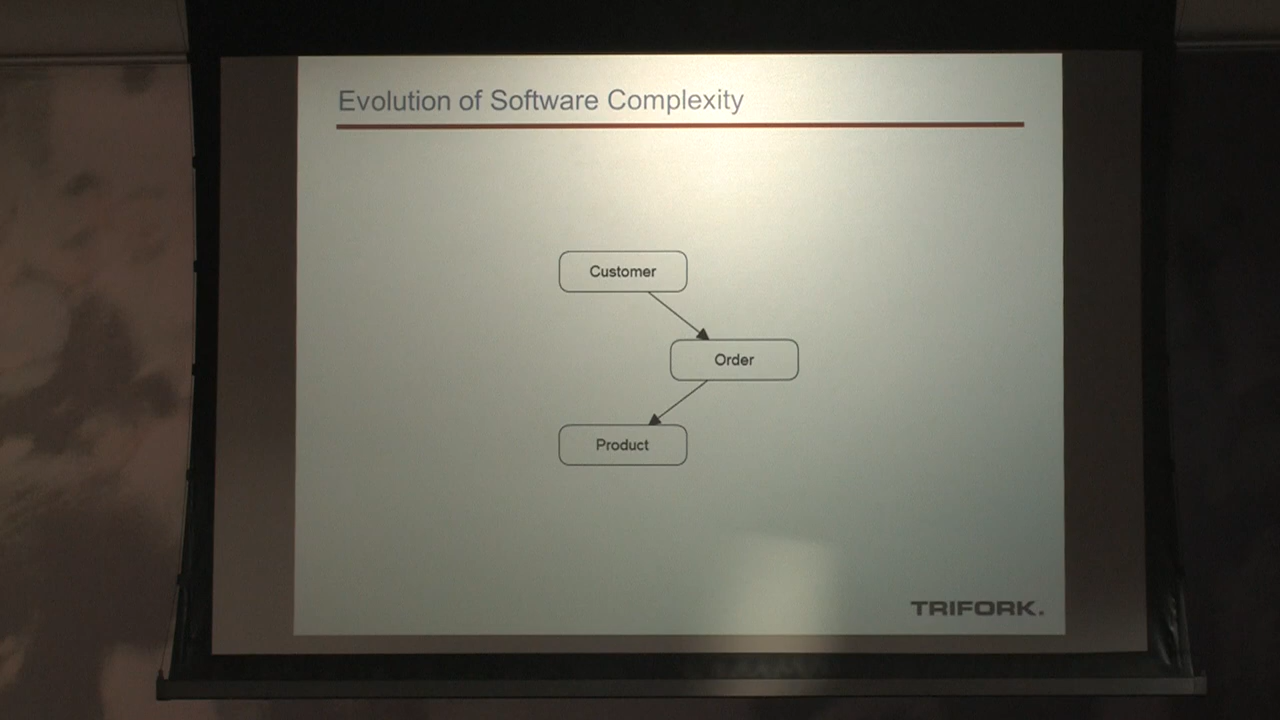 Evolution of Software Complexity
Customer
Order
Product
TRIFORK.